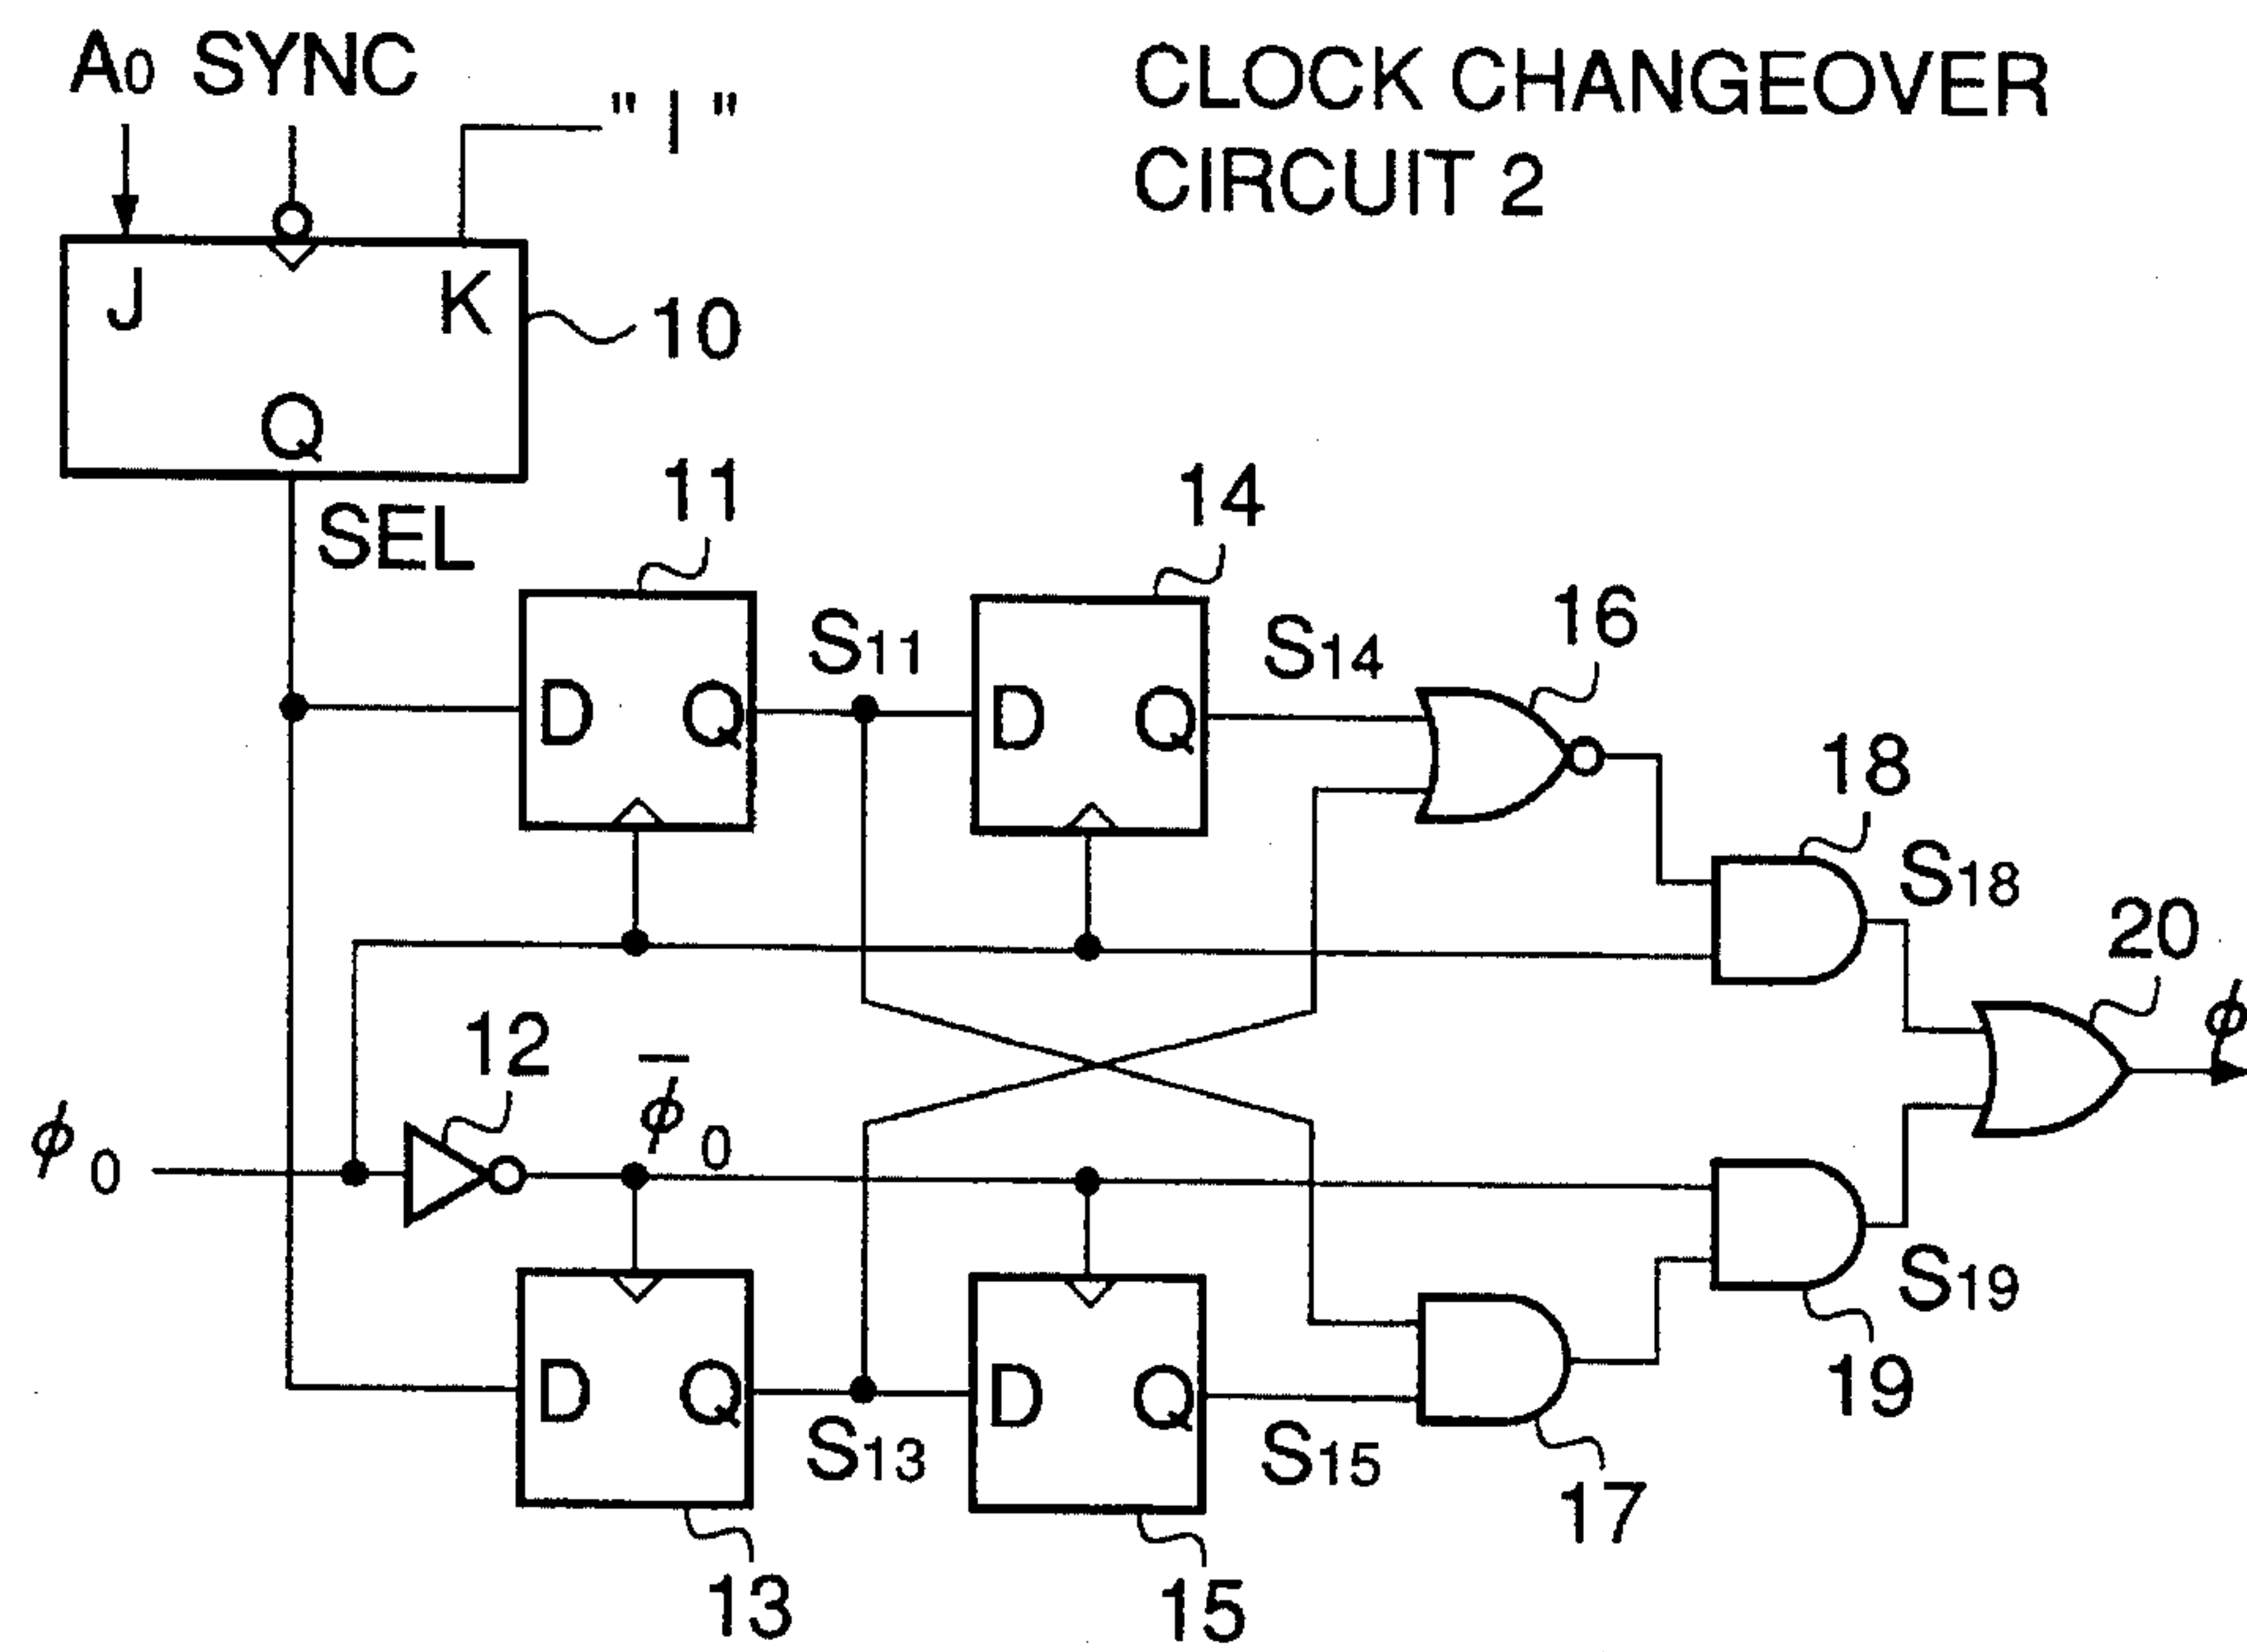 A0 SYNC
"1"
CLOCK CHANGEOVER
CIRCUIT 2
J
K
10
Q
SEL
11
14
S11
S14
16
D
Q
D
Q
18
S18
20
12
ϕ̅0
ϕ
ϕ0
S19
D
Q
D
Q
S13
S15
19
17
13
15